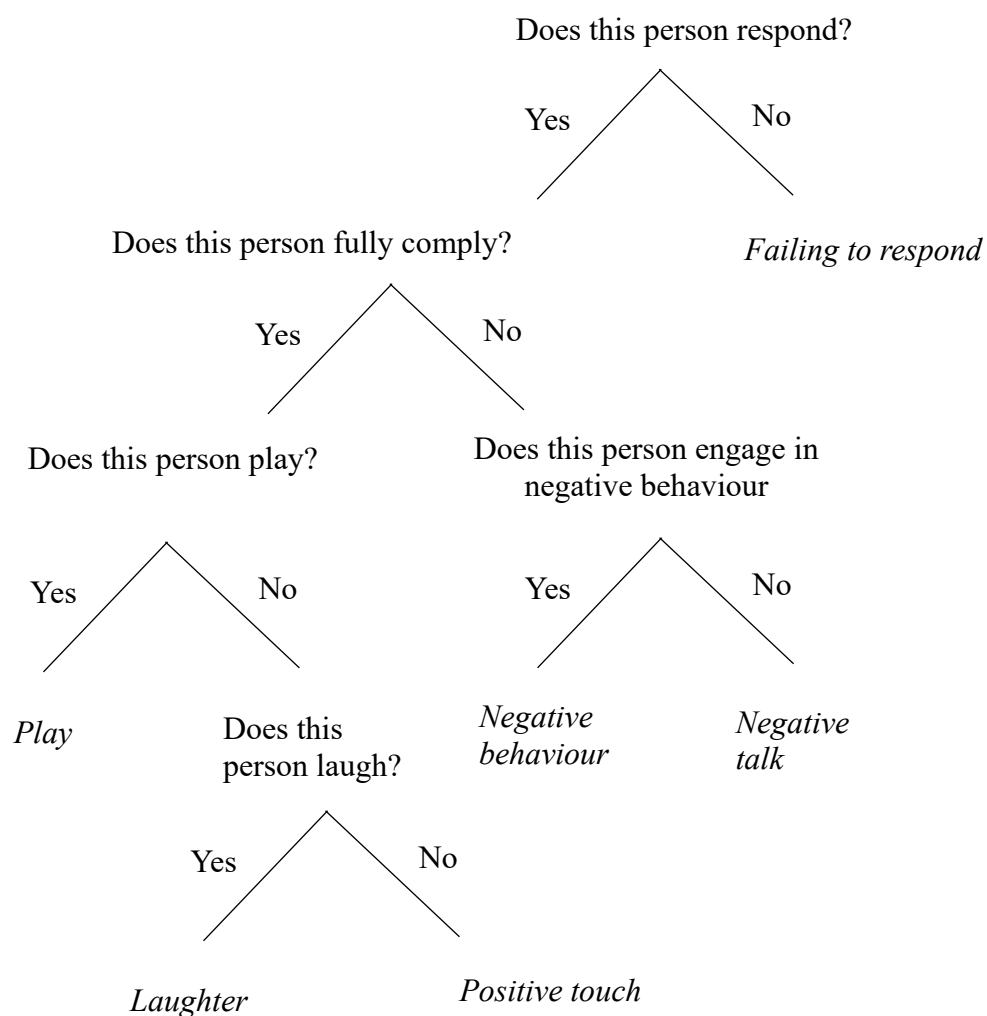 Does this person respond?
Yes
No
Does this person fully comply?
Failing to respond
Yes
No
Does this person play?
Does this person engage in
negative behaviour
Yes
No
Yes
No
Play
Does this
person laugh?
Negative
behaviour
Negative
talk
Yes
No
Laughter
Positive touch